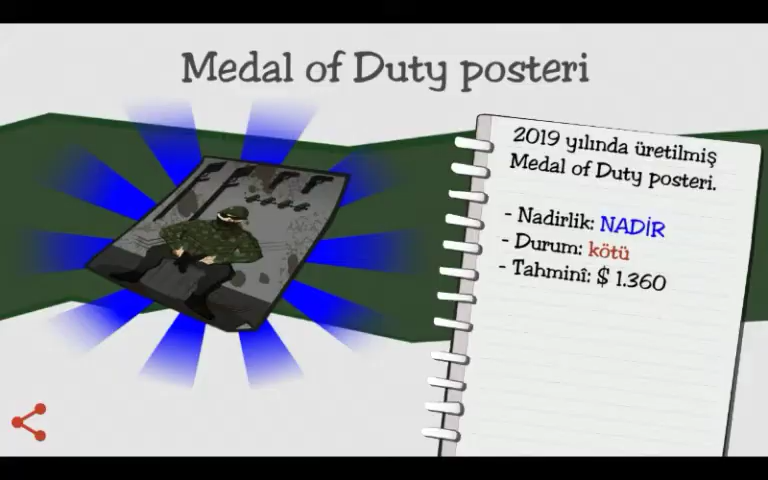 Medal of Duty posteri
2019 yılında üretilmiş
Medal of Duty posteri.
- Nadirlik: NADİR
- Durum: kötü
- Tahminî: $ 1.360